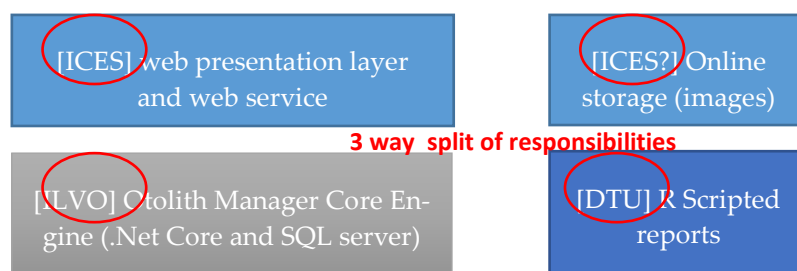 [ICES] web presentation layer
and web service
[ICES?] Online
storage (images)
3 way split of responsibilities
[ILVO] Otolith Manager Core En-
gine (.Net Core and SQL server)
[DTU] R Scripted
reports